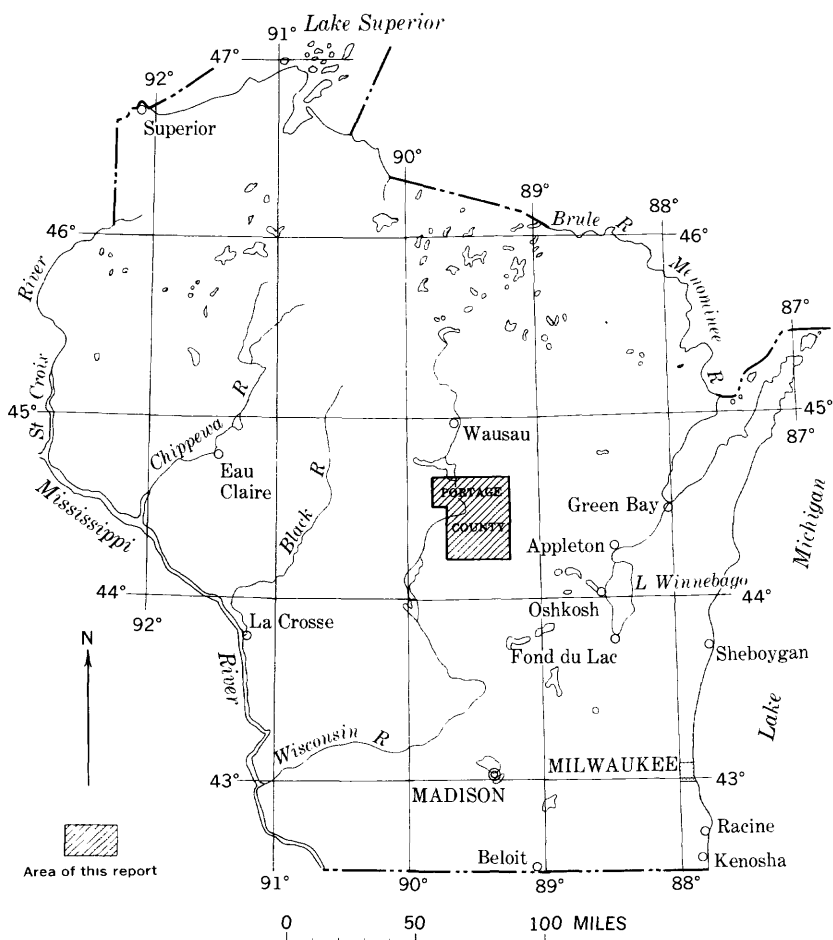 Lake Superior
91°
47°
92°
Superior
90°
89°
Brule R
88°
46°
46°
Menominee R
87°
River
St Croix
45°
45°
87°
Chippewa R
Wausau
Eau
Claire
Black R
PORTAGE
COUNTY
Green Bay
Mississippi
Appleton
Michigan
L Winnebago
44°
44°
92°
Oshkosh
La Crosse
N
Fond du Lac
Sheboygan
River
Lake
Wisconsin R
MILWAUKEE
43°
43°
MADISON
Racine
Beloit
Kenosha
Area of this report
91°
90°
89°
88°
0 50 100 MILES